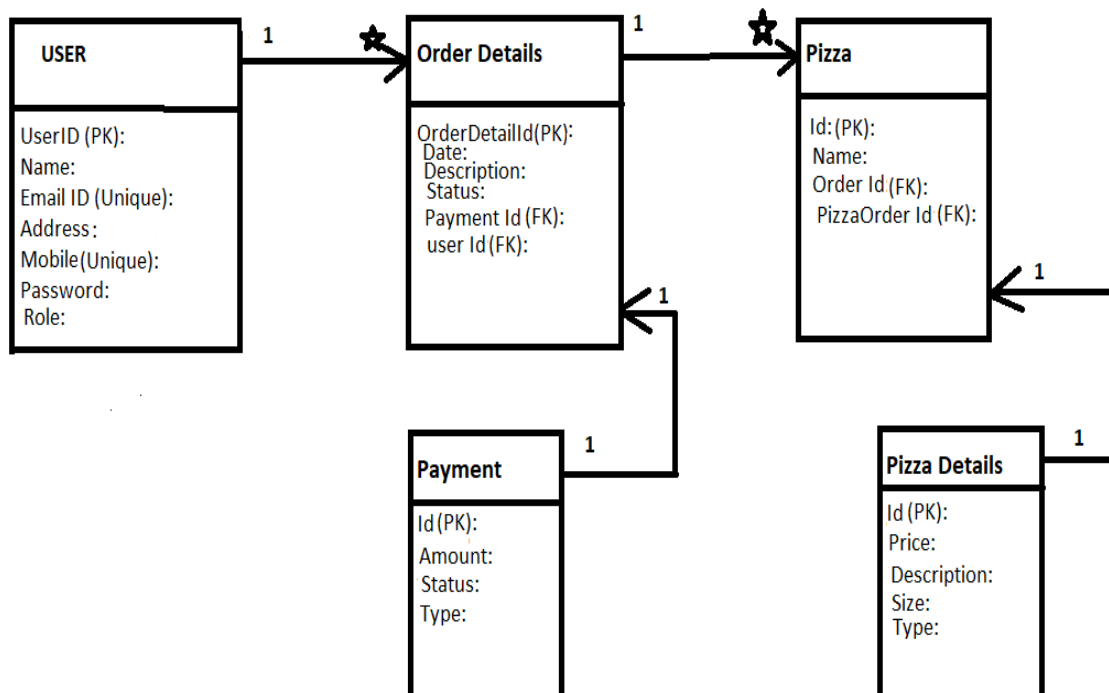 USER
1
Order Details
1
Pizza
UserID (PK):
Name:
Email ID (Unique):
Address :
Mobile (Unique):
Password:
Role:
OrderDetailId(PK):
Date:
Description:
Status:
Payment Id (FK):
user Id (FK):
1
Id: (PK):
Name:
Order Id (FK):
PizzaOrder Id (FK):
1
Payment
1
Id (PK):
Amount:
Status:
Type:
Pizza Details
1
Id (PK):
Price:
Description:
Size:
Type: